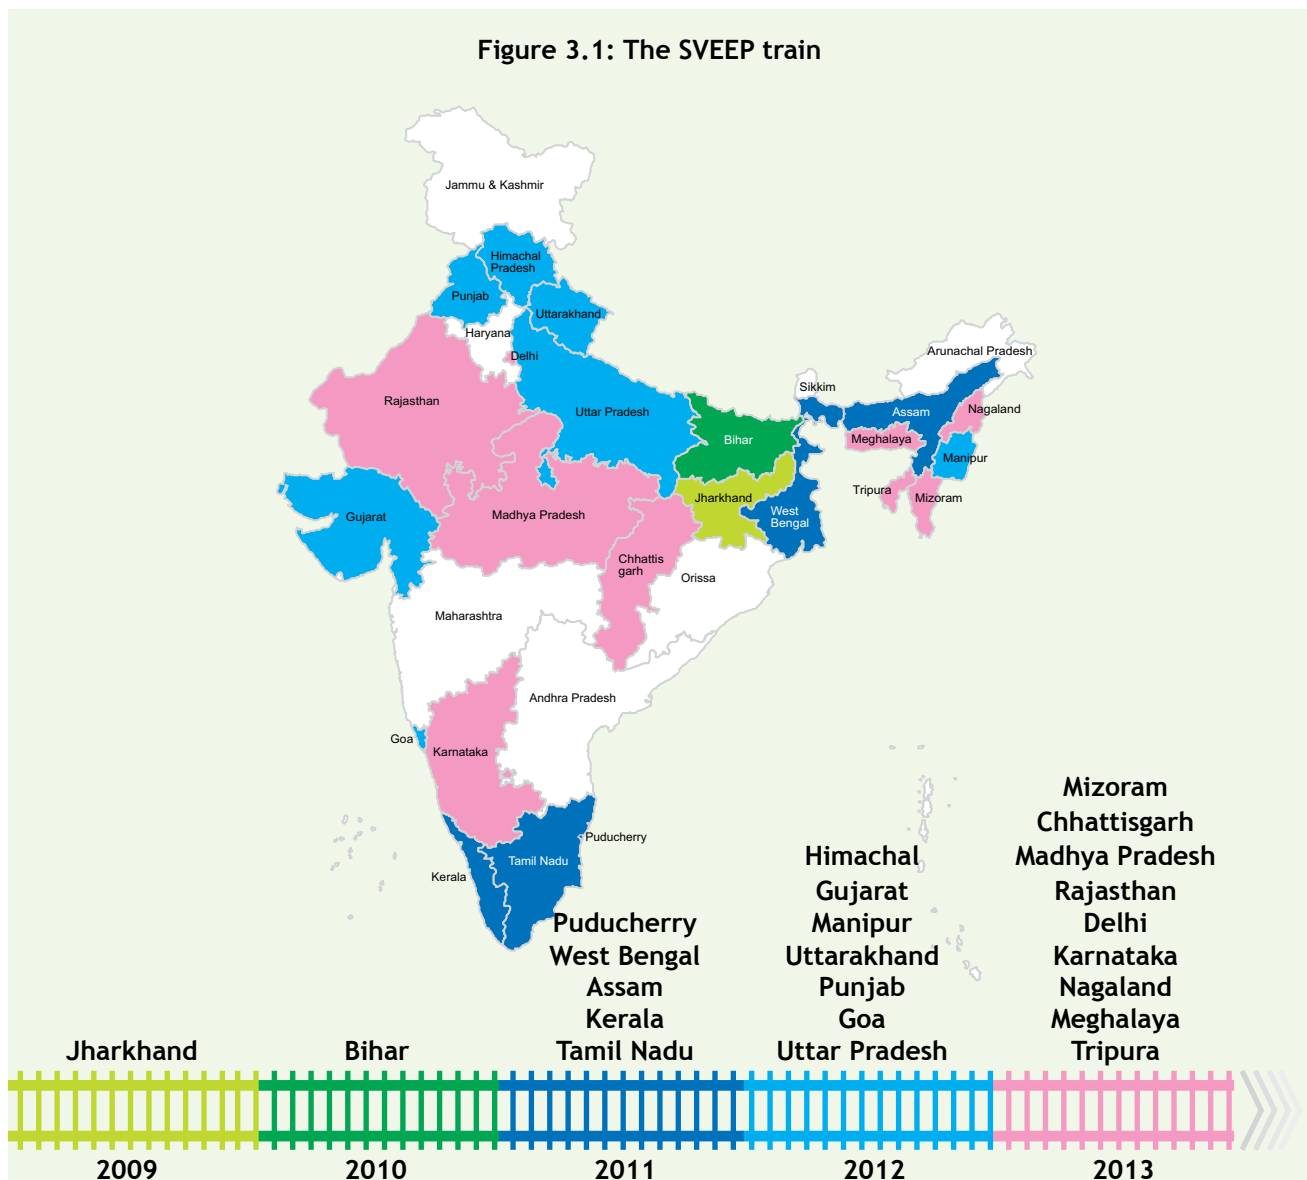 Figure 3.1: The SVEEP train
Jammu & Kashmir
Himachal
Pradesh
Punjab
Uttarakhand
Haryana
Delhi
Arunachal Pradesh
Sikkim
Rajasthan
Uttar Pradesh
Assam
Nagaland
Bihar
Meghalaya
Manipur
Tripura
Mizoram
Jharkhand
West
Bengal
Gujarat
Madhya Pradesh
Chhattis
garh
Orissa
Maharashtra
Andhra Pradesh
Goa
Karnataka
Puducherry
Tamil Nadu
Kerala
Jharkhand
Bihar
Puducherry
West Bengal
Assam
Kerala
Tamil Nadu
Himachal
Gujarat
Manipur
Uttarakhand
Punjab
Goa
Uttar Pradesh
Mizoram
Chhattisgarh
Madhya Pradesh
Rajasthan
Delhi
Karnataka
Nagaland
Meghalaya
Tripura
2009
2010
2011
2012
2013